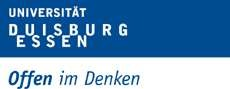 UNIVERSITÄT
DUISBURG
ESSEN
Offen im Denken